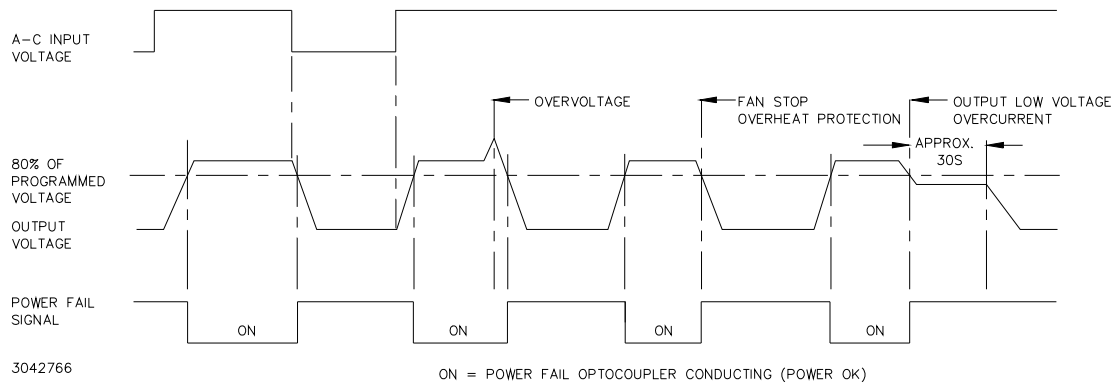 A-C INPUT
VOLTAGE
OVERVOLTAGE
FAN STOP
OVERHEAT PROTECTION
OUTPUT LOW VOLTAGE
OVERCURRENT
APPROX.
30S
80% OF
PROGRAMMED
VOLTAGE
OUTPUT
VOLTAGE
POWER FAIL
SIGNAL
ON
ON
ON
ON
3042766
ON = POWER FAIL OPTOCOUPLER CONDUCTING (POWER OK)